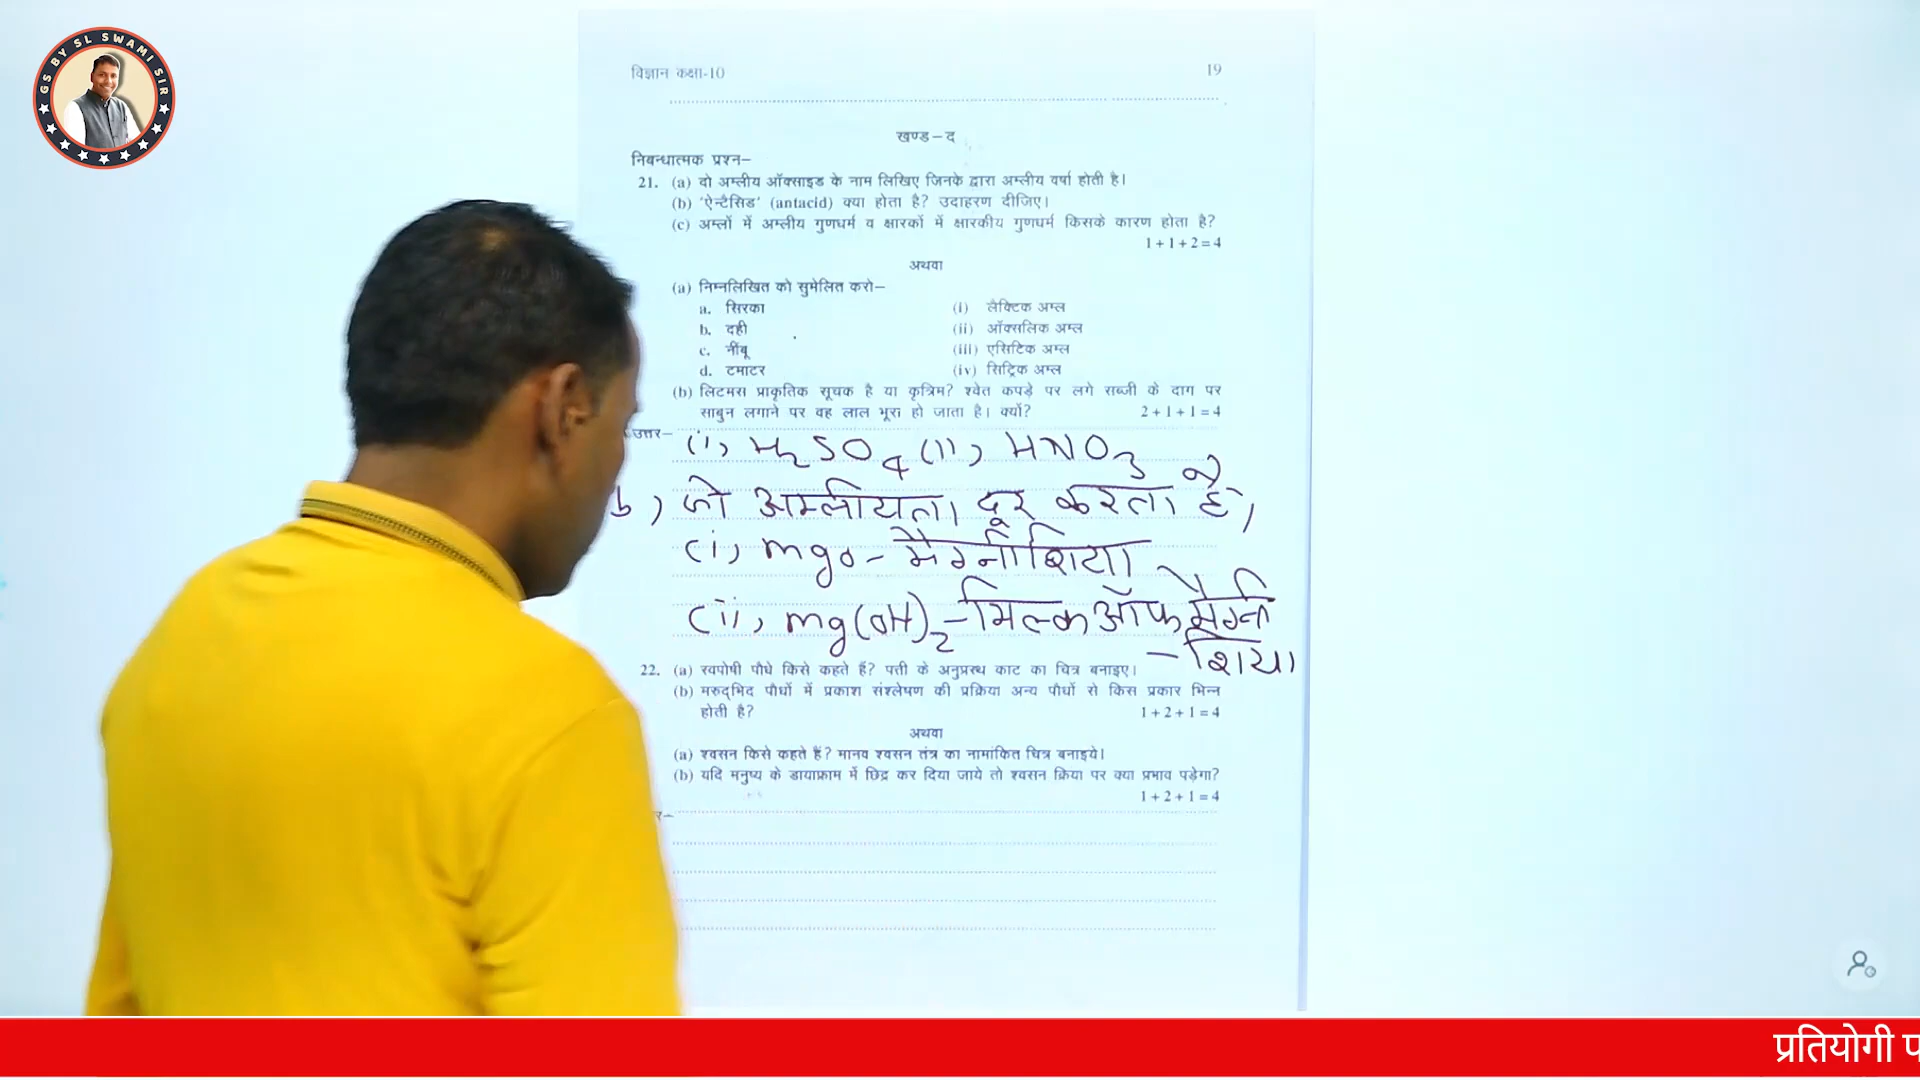 GS BY SL SWAMI SIR
विज्ञान कक्षा-10
19
खण्ड–द
निबन्धात्मक प्रश्न–
21. (a) दो अम्लीय ऑक्साइड के नाम लिखिए जिनके द्वारा अम्लीय वर्षा होती है।
(b) 'ऐन्टैसिड' (antacid) क्या होता है? उदाहरण दीजिए।
(c) अम्लों में अम्लीय गुणधर्म व क्षारकों में क्षारकीय गुणधर्म किसके कारण होता है?
1+1+2=4
अथवा
(a) निम्नलिखित को सुमेलित करो–
a. सिरका (i) लैक्टिक अम्ल
b. दही (ii) ऑक्सलिक अम्ल
c. नींबू (iii) एसिटिक अम्ल
d. टमाटर (iv) सिट्रिक अम्ल
(b) लिटमस प्राकृतिक सूचक है या कृत्रिम? श्वेत कपड़े पर लगे सब्जी के दाग पर
साबुन लगाने पर वह लाल भूरा हो जाता है। क्यों? 2+1+1=4
उत्तर– (i) H2SO4 (ii) HNO3
b) जो अम्लीयता दूर करता है,
(i) mgo – मैग्नीशिया
(ii) mg(OH)2 – मिल्क ऑफ मैग्नी
– शिया
22. (a) स्वपोषी पौधे किसे कहते हैं? पत्ती के अनुप्रस्थ काट का चित्र बनाइए।
(b) मरुद्भिद पौधों में प्रकाश संश्लेषण की प्रक्रिया अन्य पौधों से किस प्रकार भिन्न
होती है? 1+2+1=4
अथवा
(a) श्वसन किसे कहते हैं? मानव श्वसन तंत्र का नामांकित चित्र बनाइये।
(b) यदि मनुष्य के डायाफ्राम में छिद्र कर दिया जाये तो श्वसन क्रिया पर क्या प्रभाव पड़ेगा?
1+2+1=4
र–
प्रतियोगी प